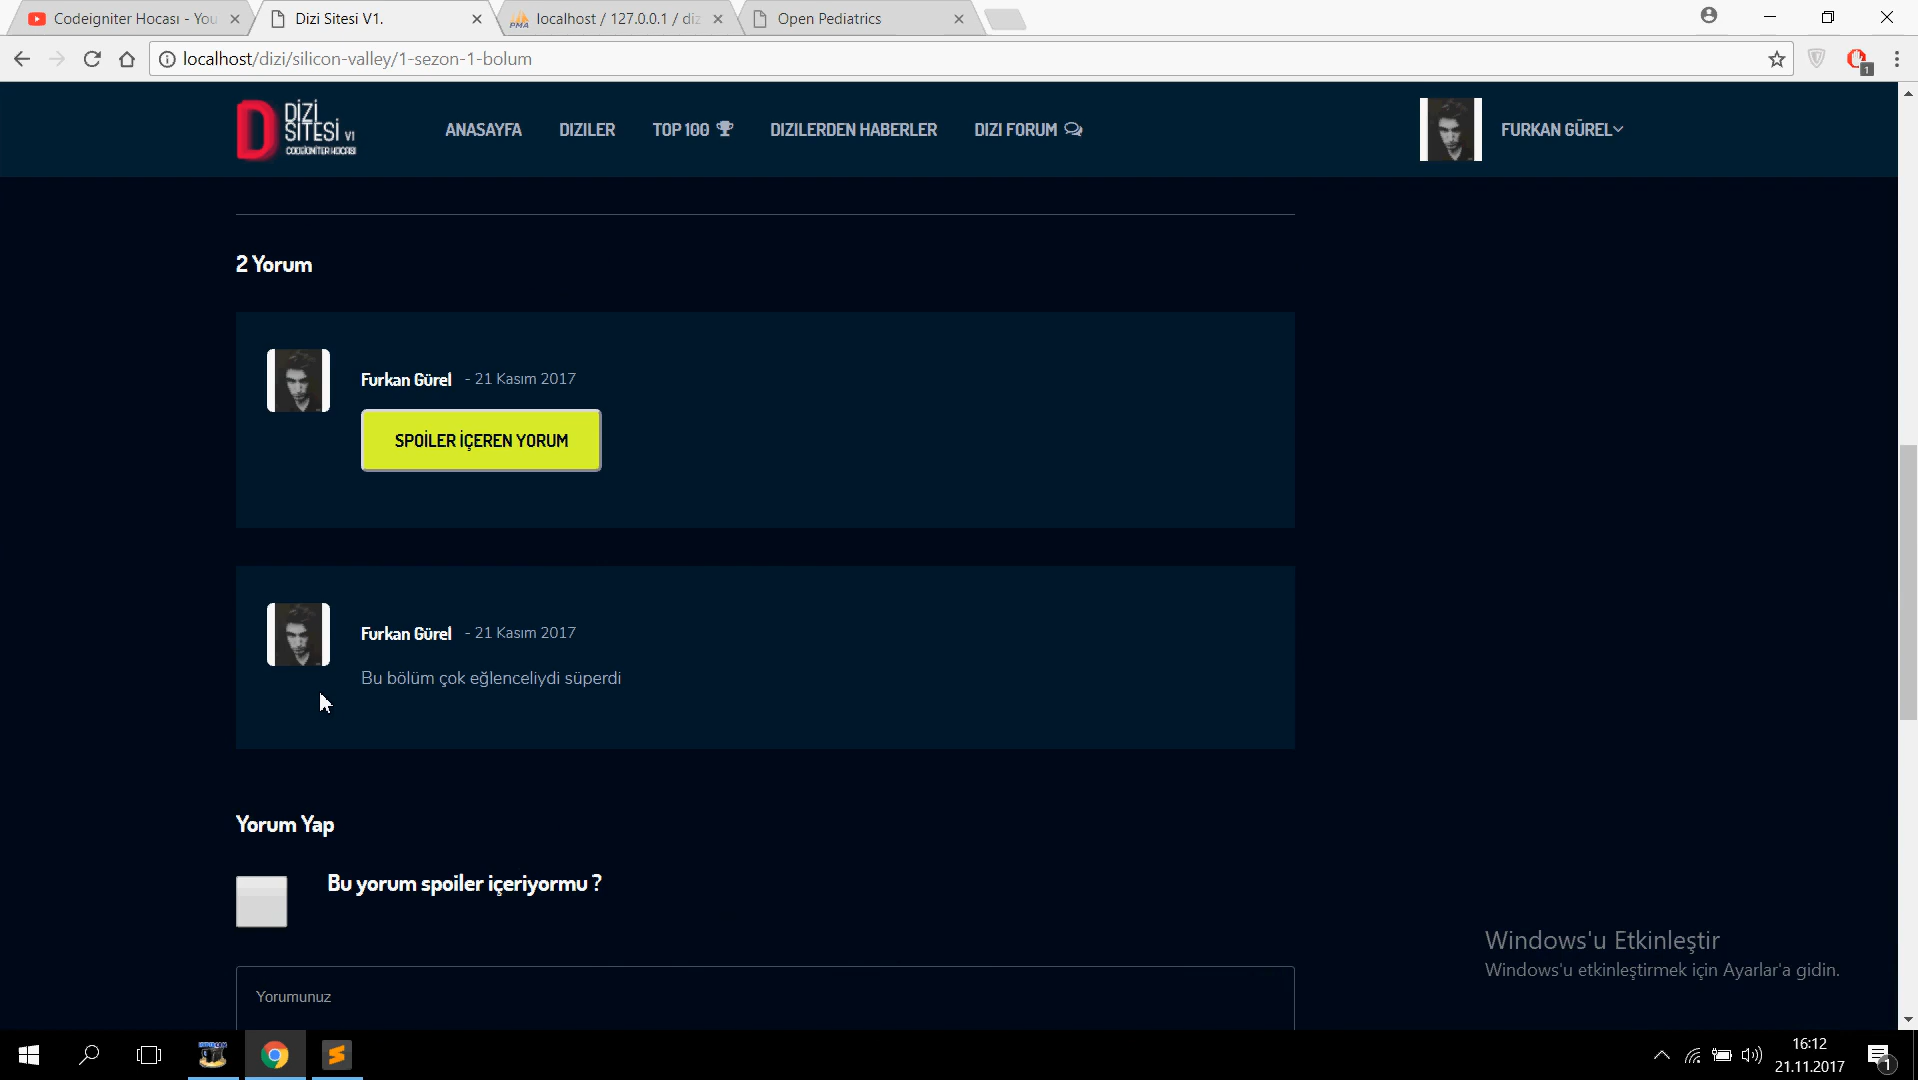 Codeigniter Hocası - You
Dizi Sitesi V1.
localhost / 127.0.0.1 / diz
Open Pediatrics
localhost/dizi/silicon-valley/1-sezon-1-bolum
1
D DİZİ
SİTESİ V1
CODEIGNITER HOCASI
ANASAYFA
DIZILER
TOP 100
DIZILERDEN HABERLER
DIZI FORUM
FURKAN GÜREL
2 Yorum
Furkan Gürel - 21 Kasım 2017
SPOİLER İÇEREN YORUM
Furkan Gürel - 21 Kasım 2017
Bu bölüm çok eğlenceliydi süperdi
Yorum Yap
Bu yorum spoiler içeriyormu ?
Yorumunuz
Windows'u Etkinleştir
Windows'u etkinleştirmek için Ayarlar'a gidin.
16:12
21.11.2017
1